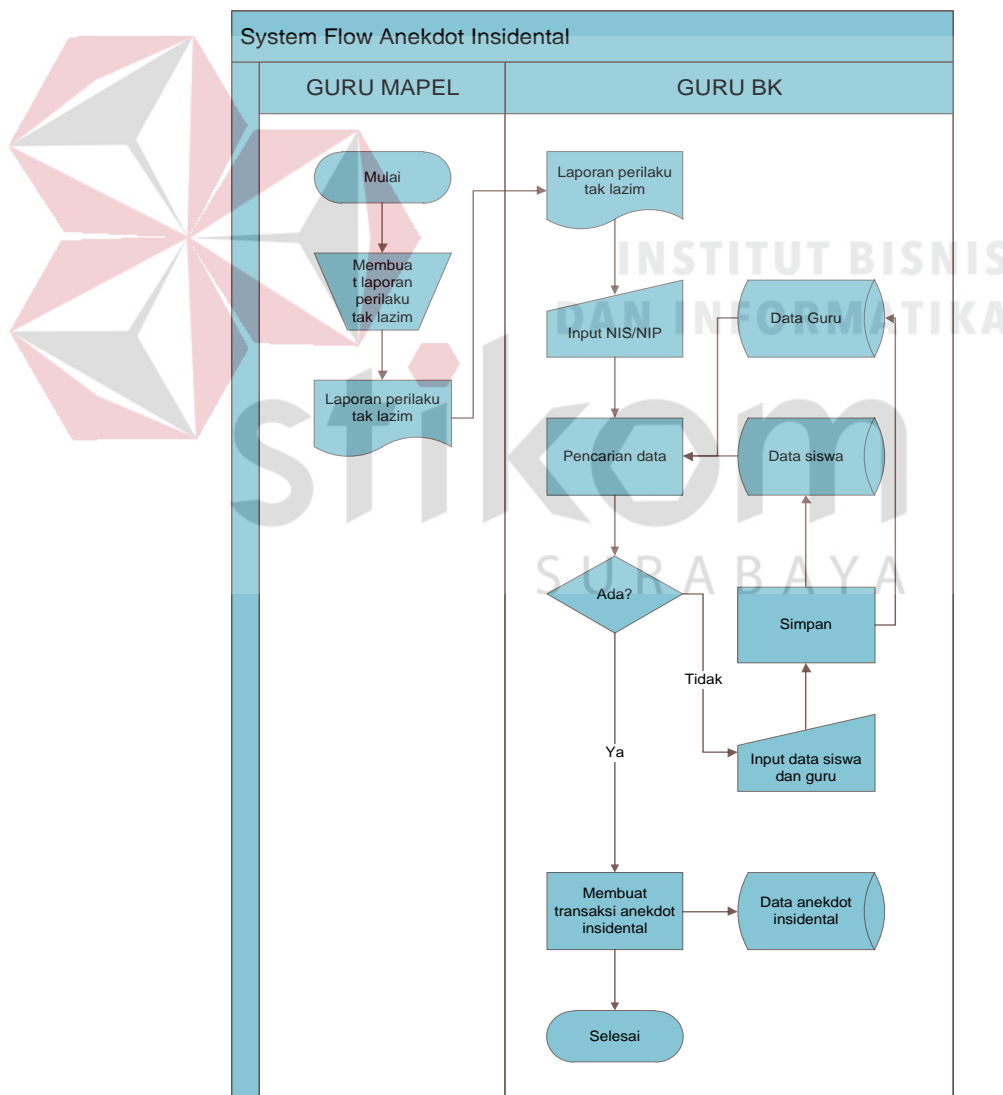 System Flow Anekdot Insidental
GURU MAPEL
GURU BK
Mulai
Membua
t laporan
perilaku
tak lazim
Laporan perilaku
tak lazim
Laporan perilaku
tak lazim
Input NIS/NIP
Data Guru
Pencarian data
Data siswa
Ada?
Simpan
Tidak
Ya
Input data siswa
dan guru
Membuat
transaksi anekdot
insidental
Data anekdot
insidental
Selesai
INSTITUT BISNIS
DAN INFORMATIKA
stikom
SURABAYA